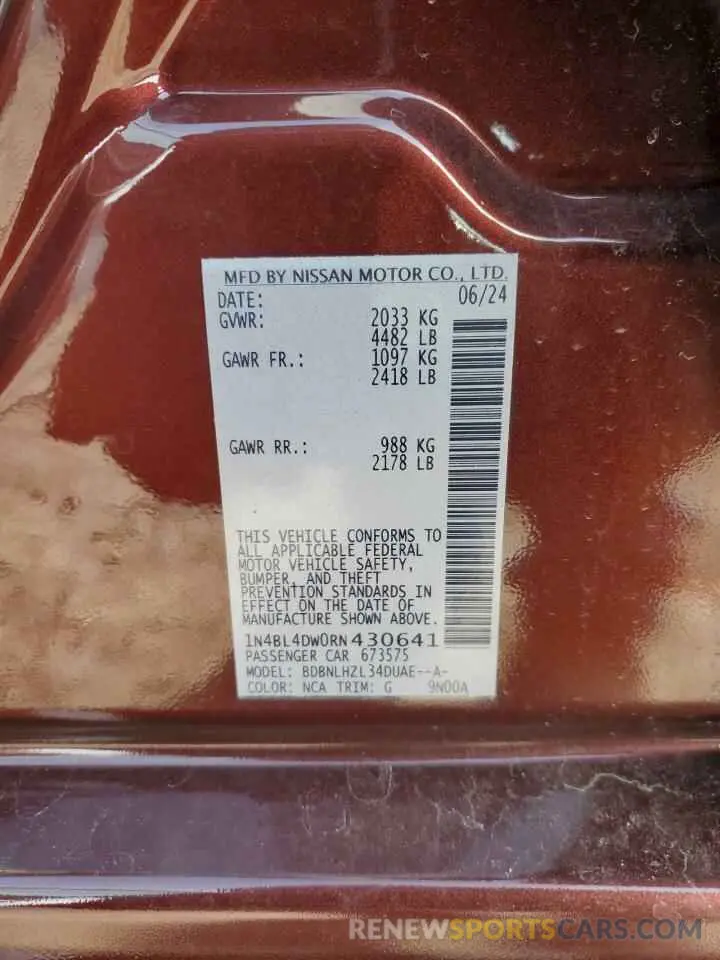 MFD BY NISSAN MOTOR CO., LTD.
DATE: 06/24
GVWR: 2033 KG
4482 LB
GAWR FR.: 1097 KG
2418 LB
GAWR RR.: 988 KG
2178 LB
THIS VEHICLE CONFORMS TO
ALL APPLICABLE FEDERAL
MOTOR VEHICLE SAFETY,
BUMPER, AND THEFT
PREVENTION STANDARDS IN
EFFECT ON THE DATE OF
MANUFACTURE SHOWN ABOVE.
1N4BL4DW0RN430641
PASSENGER CAR 673575
MODEL: BDBNLHZL34DUAE--A-
COLOR: NCA TRIM: G 9N00A
RENEWSPORTSCARS.COM